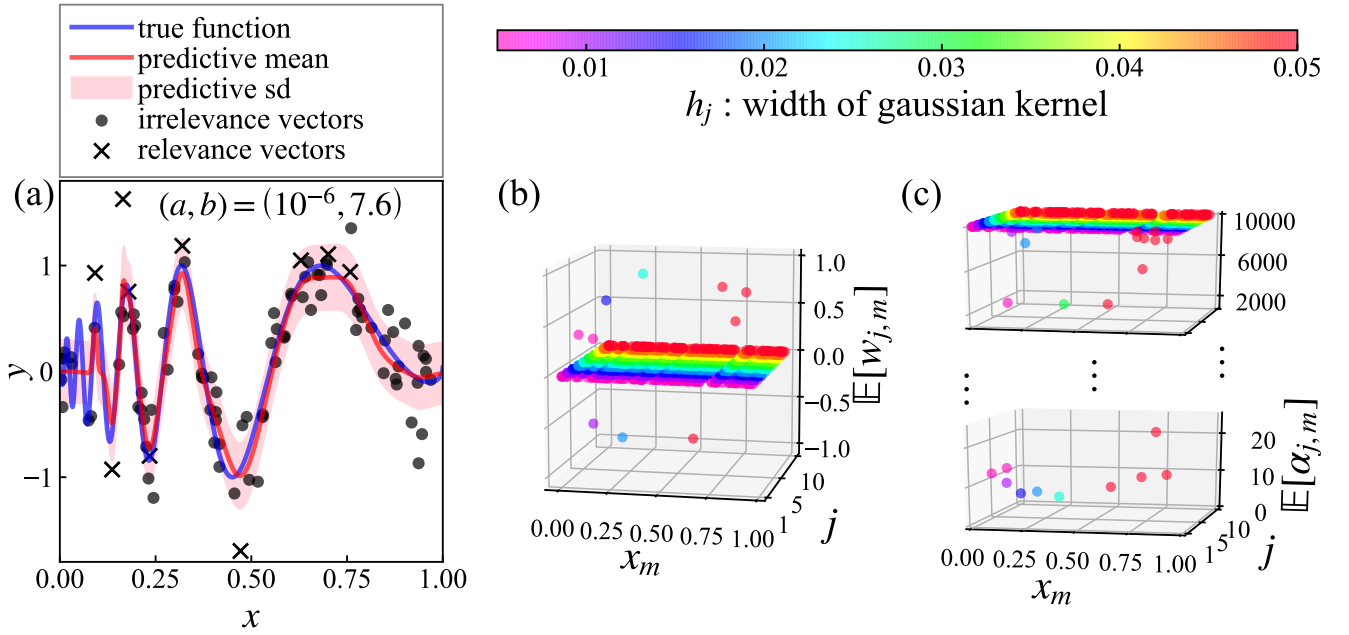 true function
predictive mean
predictive sd
irrelevance vectors
relevance vectors
0.01 0.02 0.03 0.04 0.05
h_j : width of gaussian kernel
(a)
(a, b) = (10^{-6}, 7.6)
1
0
−1
y
0.00 0.25 0.50 0.75 1.00
x
(b)
1.0
0.5
0.0
−0.5
−1.0
𝔼[w_{j,m}]
10
5
1
j
0.00 0.25 0.50 0.75 1.00
x_m
(c)
10000
6000
2000
20
10
0
𝔼[α_{j,m}]
10
5
1
j
0.00 0.25 0.50 0.75 1.00
x_m